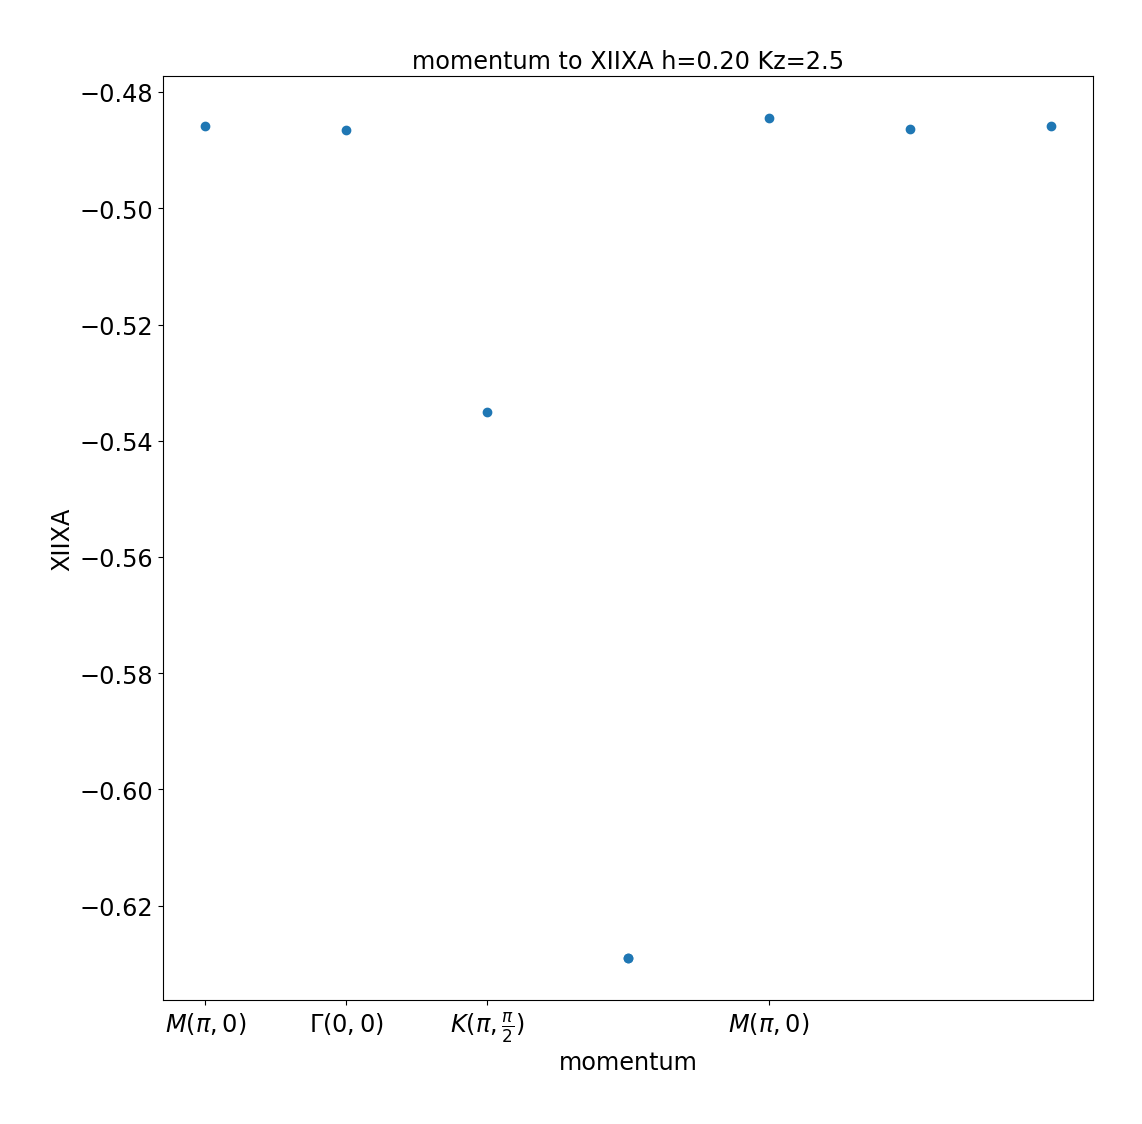 momentum to XIIXA h=0.20 Kz=2.5
−0.48
−0.50
−0.52
−0.54
−0.56
−0.58
−0.60
−0.62
XIIXA
M(π, 0) Γ(0, 0) K(π, π/2) M(π, 0)
momentum